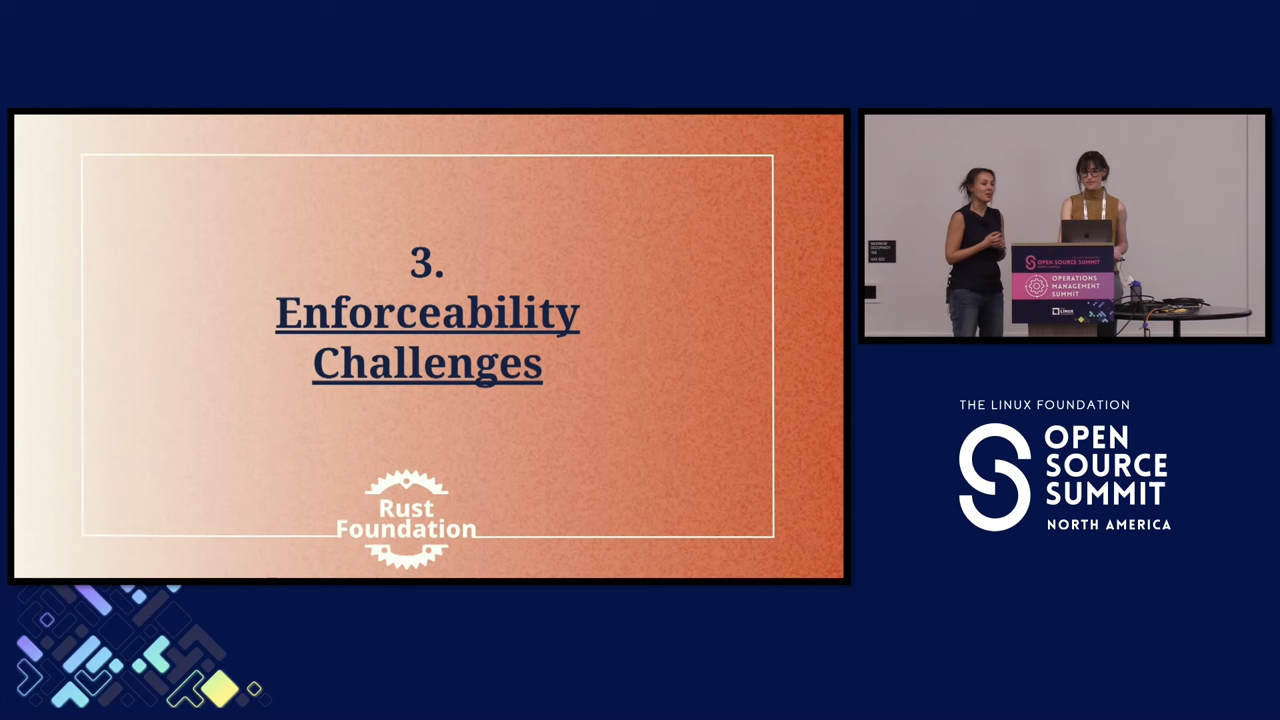 3.
Enforceability
Challenges
Rust
Foundation
OPEN SOURCE SUMMIT
OPERATIONS
MANAGEMENT
SUMMIT
LINUX
THE LINUX FOUNDATION
OPEN
SOURCE
SUMMIT
NORTH AMERICA